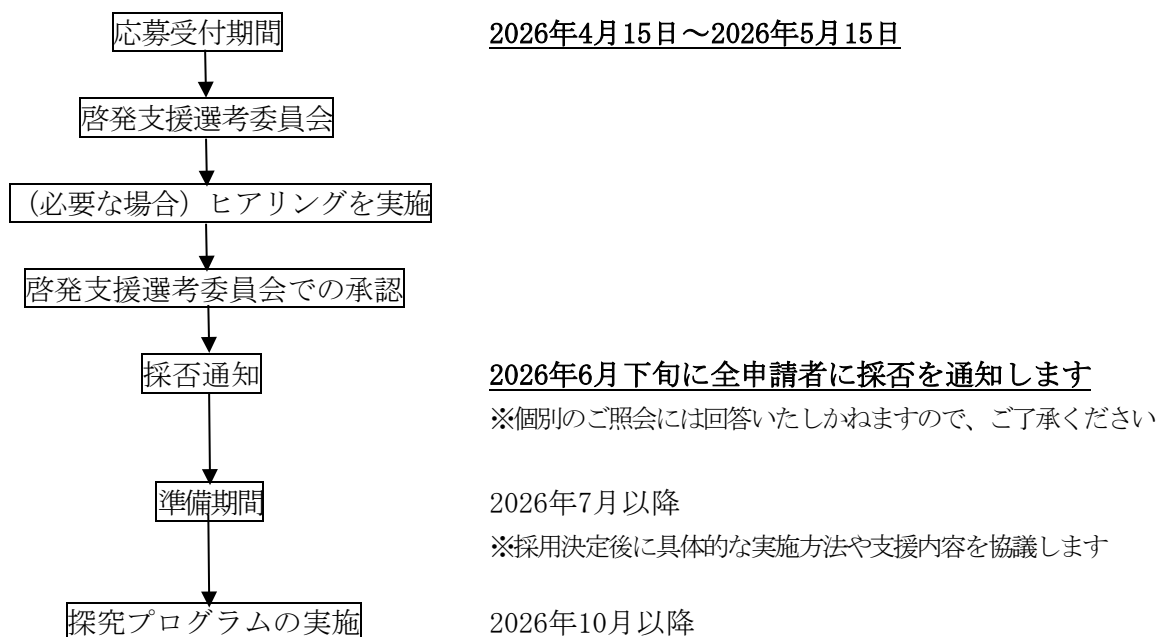 応募受付期間 2026年4月15日～2026年5月15日
啓発支援選考委員会
（必要な場合）ヒアリングを実施
啓発支援選考委員会での承認
採否通知 2026年6月下旬に全申請者に採否を通知します
※個別のご照会には回答いたしかねますので、ご了承ください
準備期間 2026年7月以降
※採用決定後に具体的な実施方法や支援内容を協議します
探究プログラムの実施 2026年10月以降